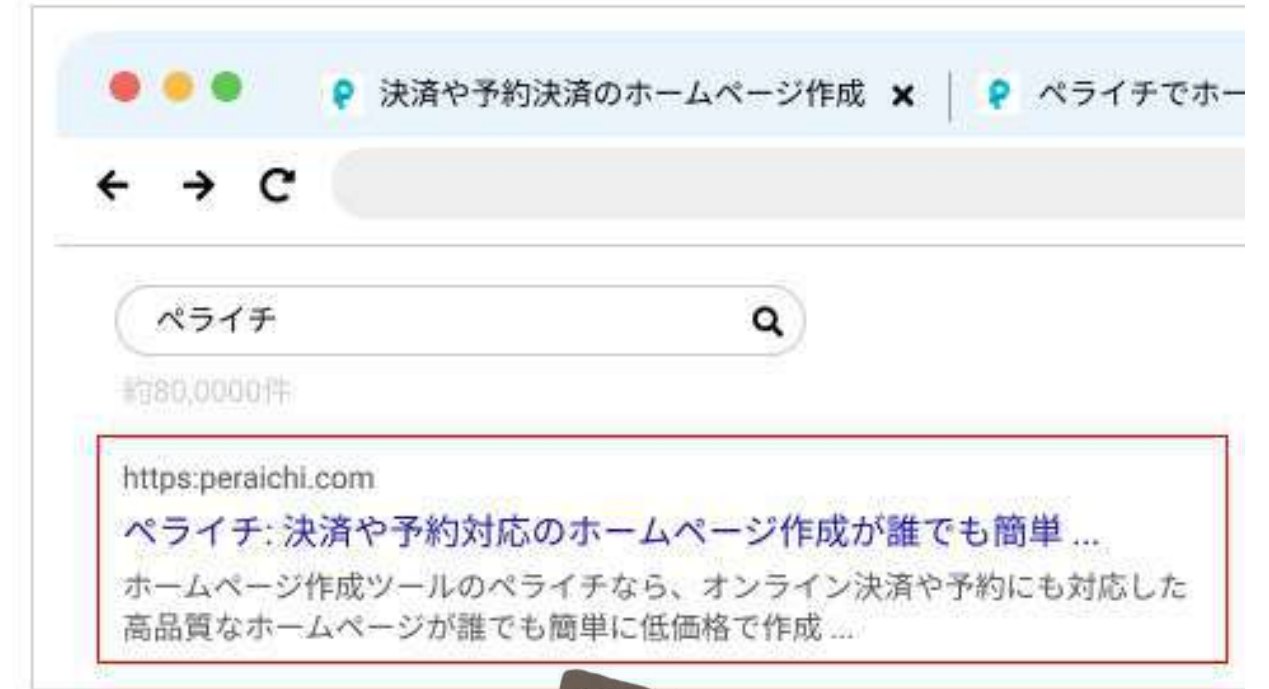 決済や予約決済のホームページ作成
ペライチでホー
ペライチ
約80,0000件
https:peraichi.com
ペライチ: 決済や予約対応のホームページ作成が誰でも簡単 ...
ホームページ作成ツールのペライチなら、オンライン決済や予約にも対応した
高品質なホームページが誰でも簡単に低価格で作成 ...